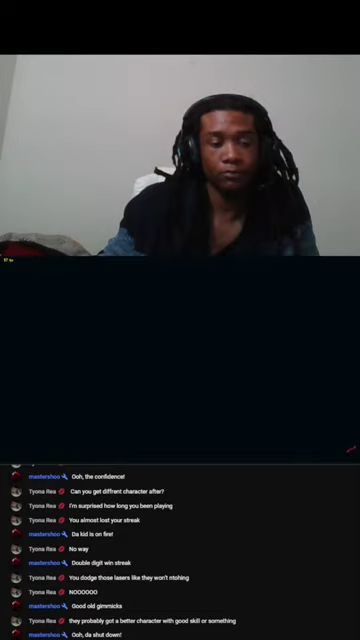 mastershoo Ooh, the confidence!
Tyona Rea Can you get diffrent character after?
Tyona Rea I'm surprised how long you been playing
Tyona Rea You almost lost your streak
mastershoo Da kid is on fire!
Tyona Rea No way
mastershoo Double digit win streak
Tyona Rea You dodge those lasers like they won't ntohing
Tyona Rea NOOOOOO
mastershoo Good old gimmicks
Tyona Rea they probably got a better character with good skill or something
mastershoo Ooh, da shut down!